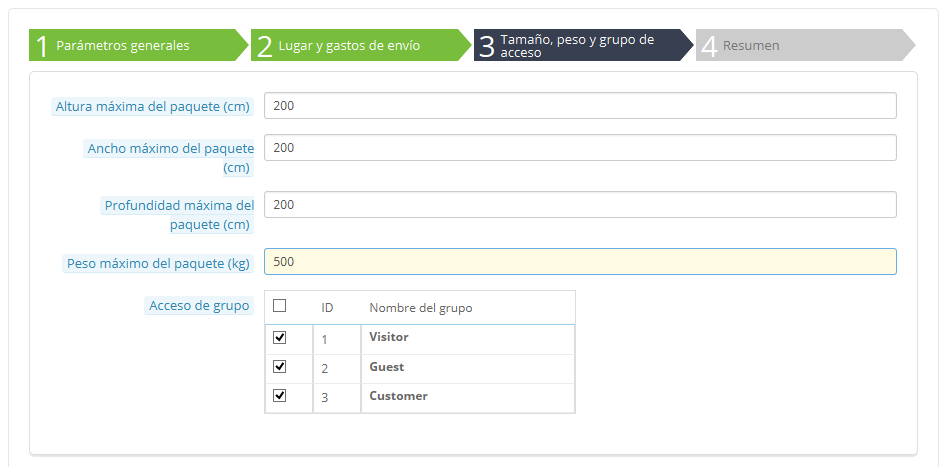 1 Parámetros generales
2 Lugar y gastos de envío
3 Tamaño, peso y grupo de
acceso
4 Resumen
Altura máxima del paquete (cm) 200
Ancho máximo del paquete 200
(cm)
Profundidad máxima del 200
paquete (cm)
Peso máximo del paquete (kg) 500
Acceso de grupo ID Nombre del grupo
1 Visitor
2 Guest
3 Customer